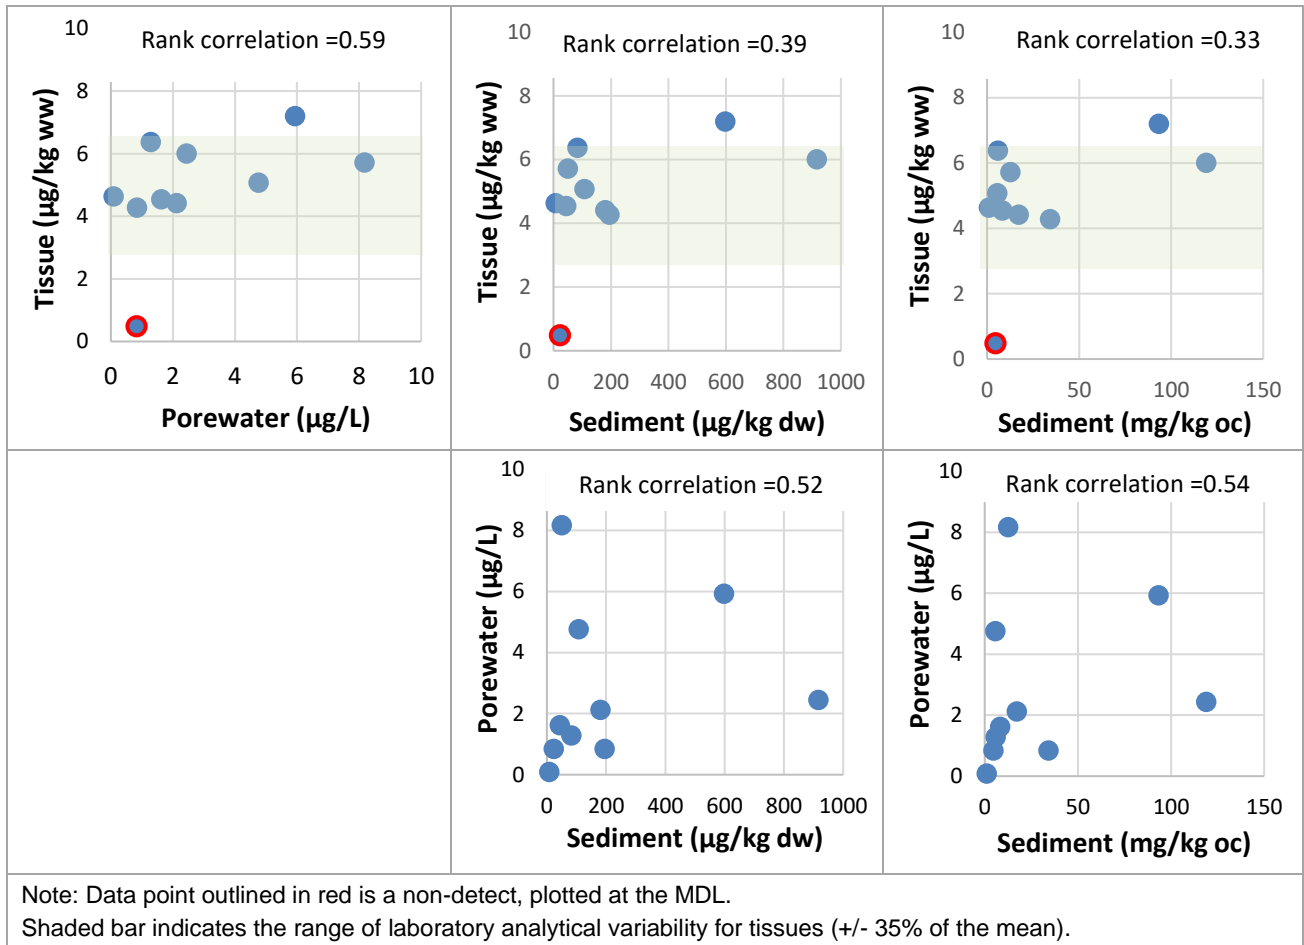 Rank correlation =0.59
10
8
6
4
2
0
Tissue (µg/kg ww)
0 2 4 6 8 10
Porewater (µg/L)
Rank correlation =0.39
10
8
6
4
2
0
Tissue (µg/kg ww)
0 200 400 600 800 1000
Sediment (µg/kg dw)
Rank correlation =0.33
10
8
6
4
2
0
Tissue (µg/kg ww)
0 50 100 150
Sediment (mg/kg oc)
Rank correlation =0.52
10
8
6
4
2
0
Porewater (µg/L)
0 200 400 600 800 1000
Sediment (µg/kg dw)
Rank correlation =0.54
10
8
6
4
2
0
Porewater (µg/L)
0 50 100 150
Sediment (mg/kg oc)
Note: Data point outlined in red is a non-detect, plotted at the MDL.
Shaded bar indicates the range of laboratory analytical variability for tissues (+/- 35% of the mean).